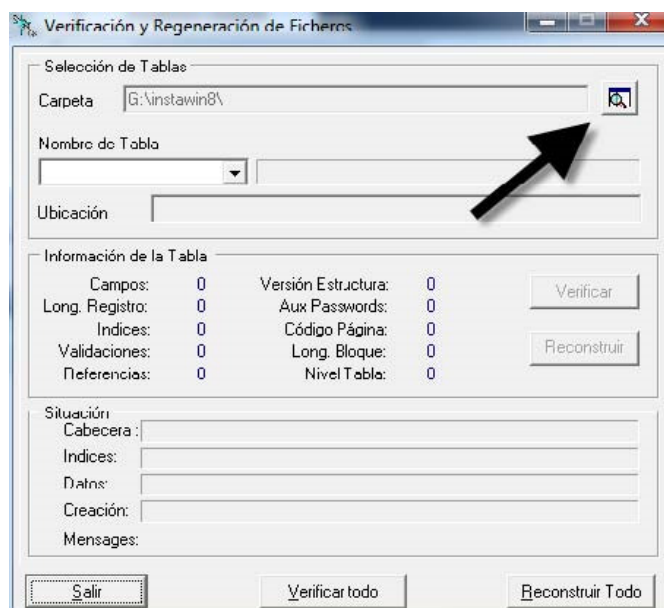 Verificación y Regeneración de Ficheros
Selección de Tablas
Carpeta G:\instawin8\
Nombre de Tabla
Ubicación
Información de la Tabla
Campos: 0 Versión Estructura: 0
Long. Registro: 0 Aux Passwords: 0 Verificar
Indices: 0 Código Página: 0
Validaciones: 0 Long. Bloque: 0 Reconstruir
Referencias: 0 Nivel Tabla: 0
Situación
Cabecera :
Indices:
Datos:
Creación:
Mensages:
Salir Verificar todo Reconstruir Todo